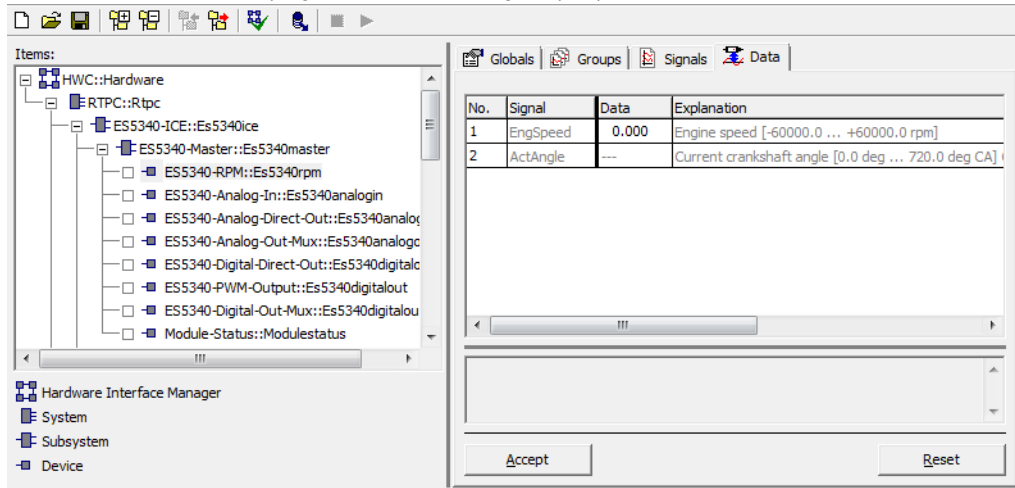 Items:
HWC::Hardware
RTPC::Rtpc
ES5340-ICE::Es5340ice
ES5340-Master::Es5340master
ES5340-RPM::Es5340rpm
ES5340-Analog-In::Es5340analogin
ES5340-Analog-Direct-Out::Es5340analog
ES5340-Analog-Out-Mux::Es5340analogo
ES5340-Digital-Direct-Out::Es5340digitalo
ES5340-PWM-Output::Es5340digitalout
ES5340-Digital-Out-Mux::Es5340digitalou
Module-Status::Modulestatus
Hardware Interface Manager
System
Subsystem
Device
Globals Groups Signals Data
No. Signal Data Explanation
1 EngSpeed 0.000 Engine speed [-60000.0 ... +60000.0 rpm]
2 ActAngle --- Current crankshaft angle [0.0 deg ... 720.0 deg CA]
Accept Reset